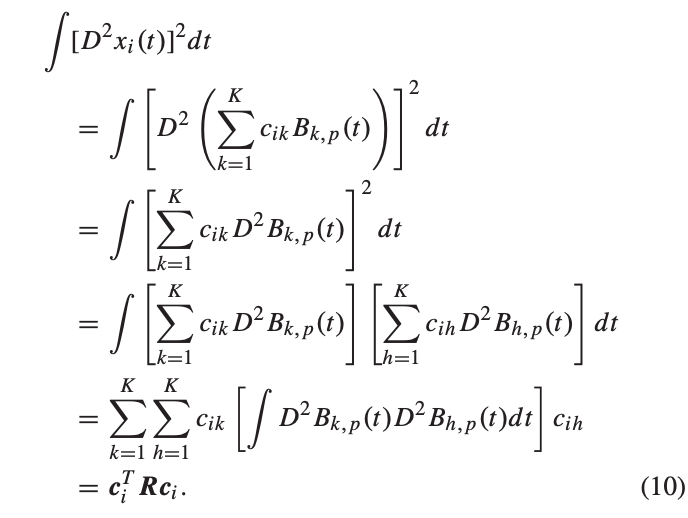 ∫[D²xᵢ(t)]²dt
= ∫ [D² (∑_{k=1}^{K} c_{ik} B_{k,p}(t))]² dt
= ∫ [∑_{k=1}^{K} c_{ik} D² B_{k,p}(t)]² dt
= ∫ [∑_{k=1}^{K} c_{ik} D² B_{k,p}(t)] [∑_{h=1}^{K} c_{ih} D² B_{h,p}(t)] dt
= ∑_{k=1}^{K} ∑_{h=1}^{K} c_{ik} [∫ D² B_{k,p}(t) D² B_{h,p}(t)dt] c_{ih}
= c_i^T Rc_i. (10)